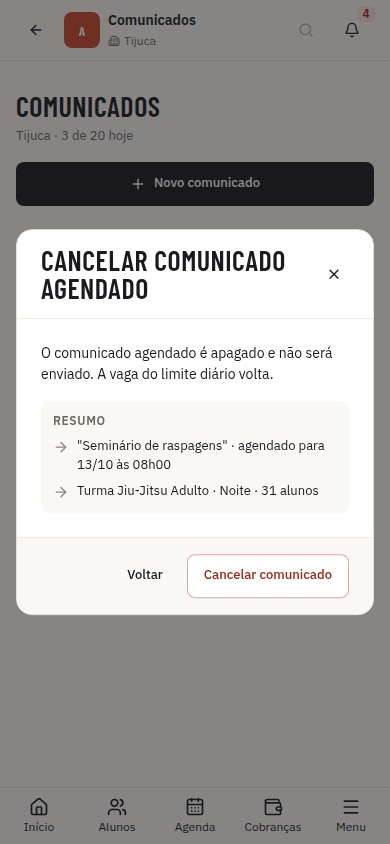 A
Comunicados
Tijuca
4
COMUNICADOS
Tijuca · 3 de 20 hoje
Novo comunicado
CANCELAR COMUNICADO
AGENDADO
O comunicado agendado é apagado e não será
enviado. A vaga do limite diário volta.
RESUMO
"Seminário de raspagens" · agendado para
13/10 às 08h00
Turma Jiu-Jitsu Adulto · Noite · 31 alunos
Voltar
Cancelar comunicado
Início
Alunos
Agenda
Cobranças
Menu